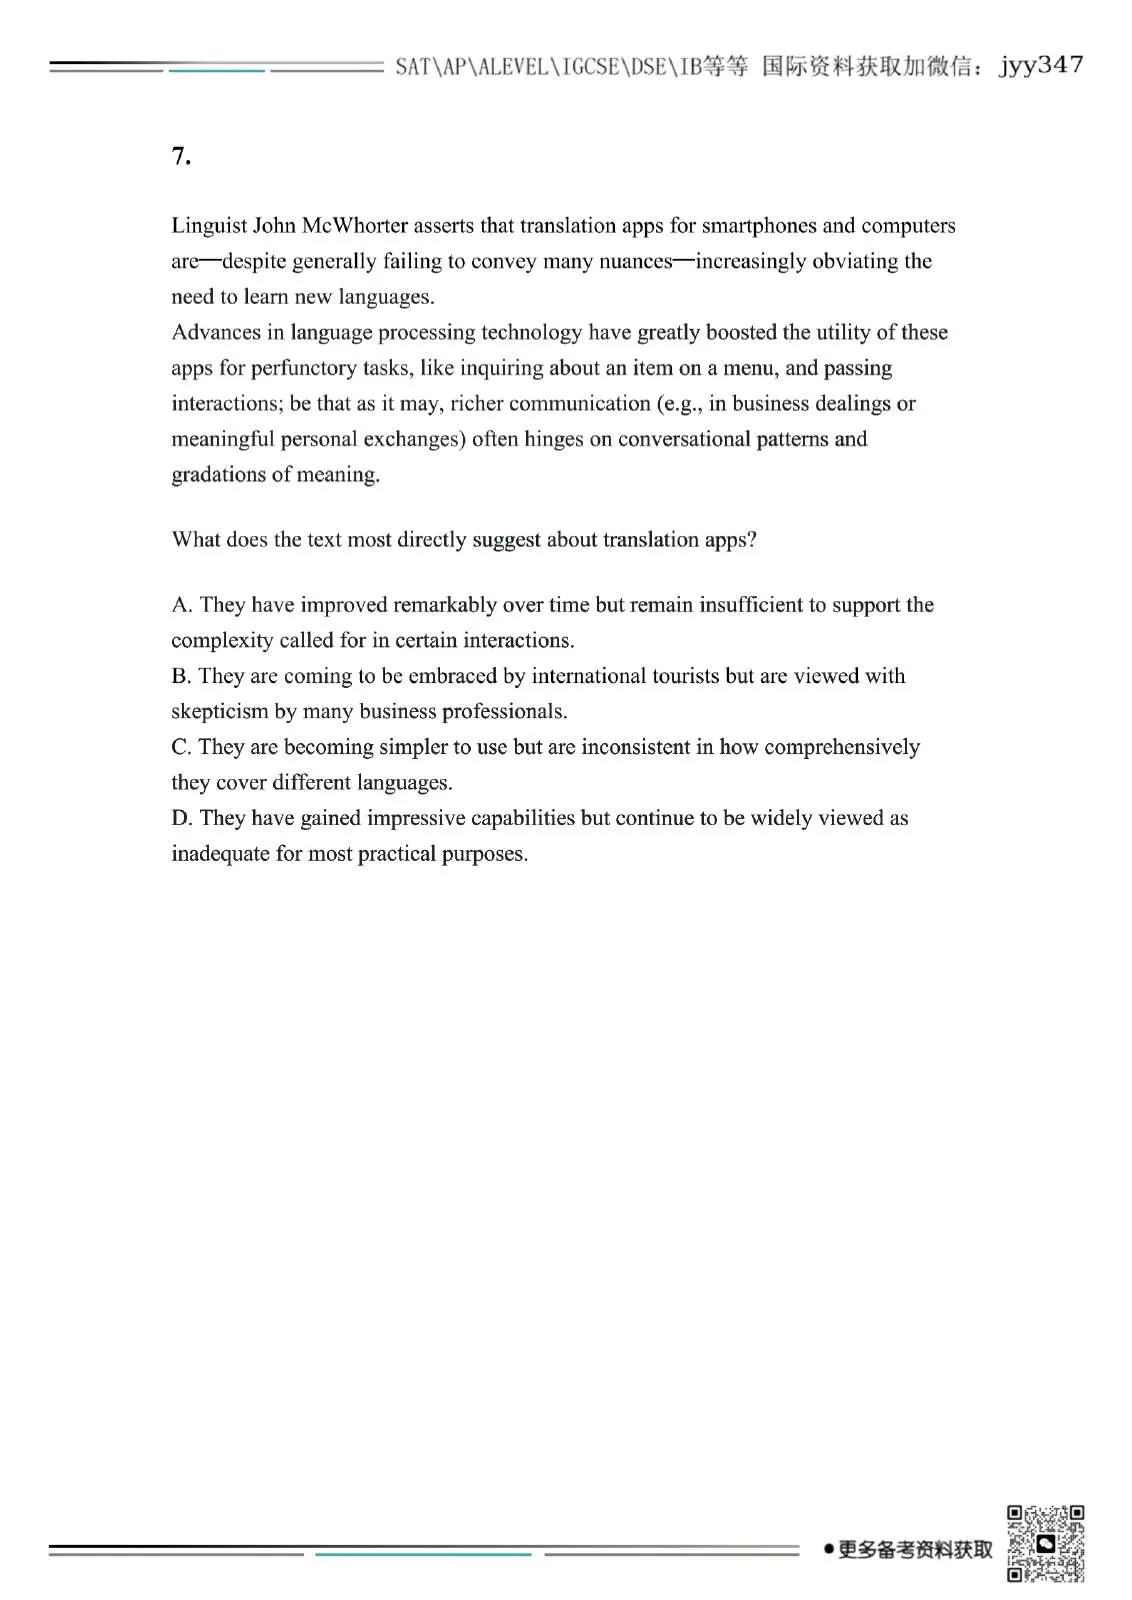 SAT\AP\ALEVEL\IGCSE\DSE\IB等等 国际资料获取加微信：jyy347
7.
Linguist John McWhorter asserts that translation apps for smartphones and computers
are—despite generally failing to convey many nuances—increasingly obviating the
need to learn new languages.
Advances in language processing technology have greatly boosted the utility of these
apps for perfunctory tasks, like inquiring about an item on a menu, and passing
interactions; be that as it may, richer communication (e.g., in business dealings or
meaningful personal exchanges) often hinges on conversational patterns and
gradations of meaning.
What does the text most directly suggest about translation apps?
A. They have improved remarkably over time but remain insufficient to support the
complexity called for in certain interactions.
B. They are coming to be embraced by international tourists but are viewed with
skepticism by many business professionals.
C. They are becoming simpler to use but are inconsistent in how comprehensively
they cover different languages.
D. They have gained impressive capabilities but continue to be widely viewed as
inadequate for most practical purposes.
●更多备考资料获取